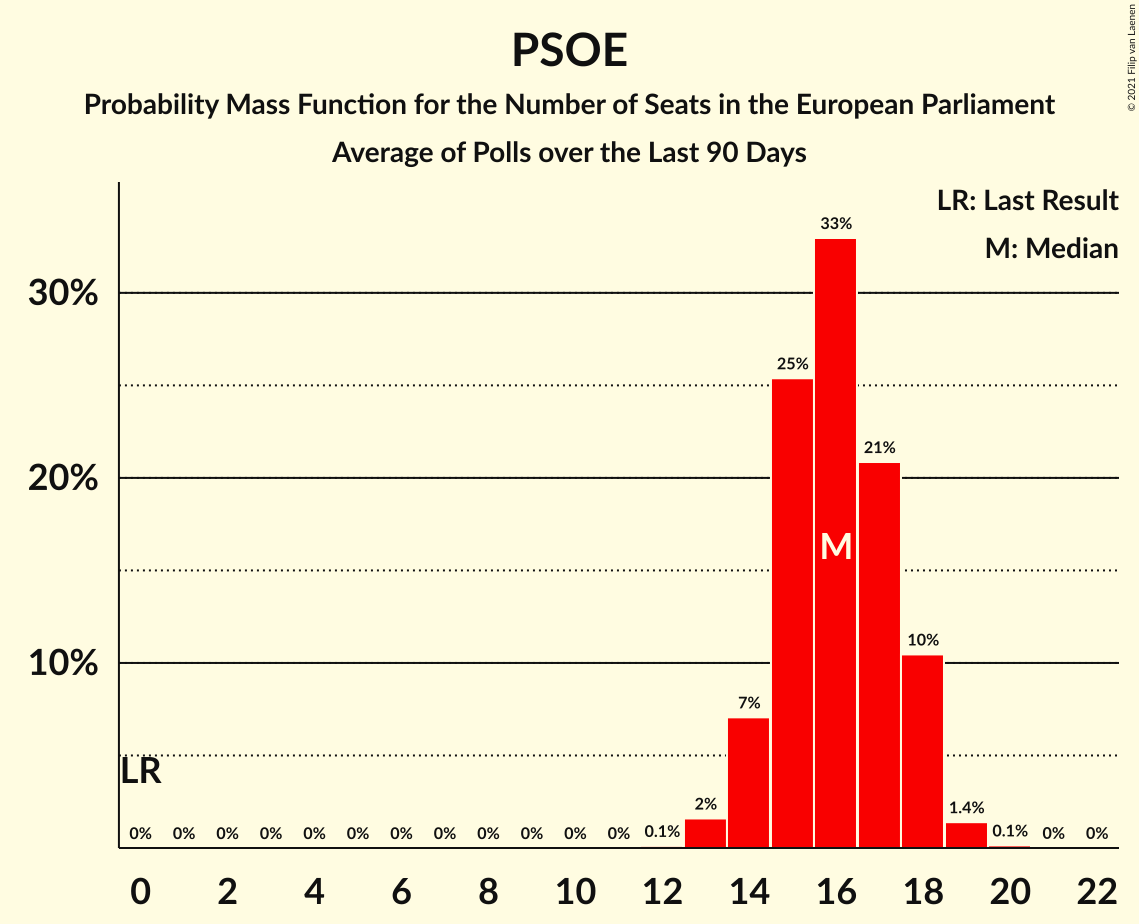 PSOE
Probability Mass Function for the Number of Seats in the European Parliament
Average of Polls over the Last 90 Days
© 2021 Filip van Laenen
LR: Last Result
M: Median
30%
20%
10%
LR
M
0% 0% 0% 0% 0% 0% 0% 0% 0% 0% 0% 0% 0.1% 2% 7% 25% 33% 21% 10% 1.4% 0.1% 0% 0%
0 2 4 6 8 10 12 14 16 18 20 22